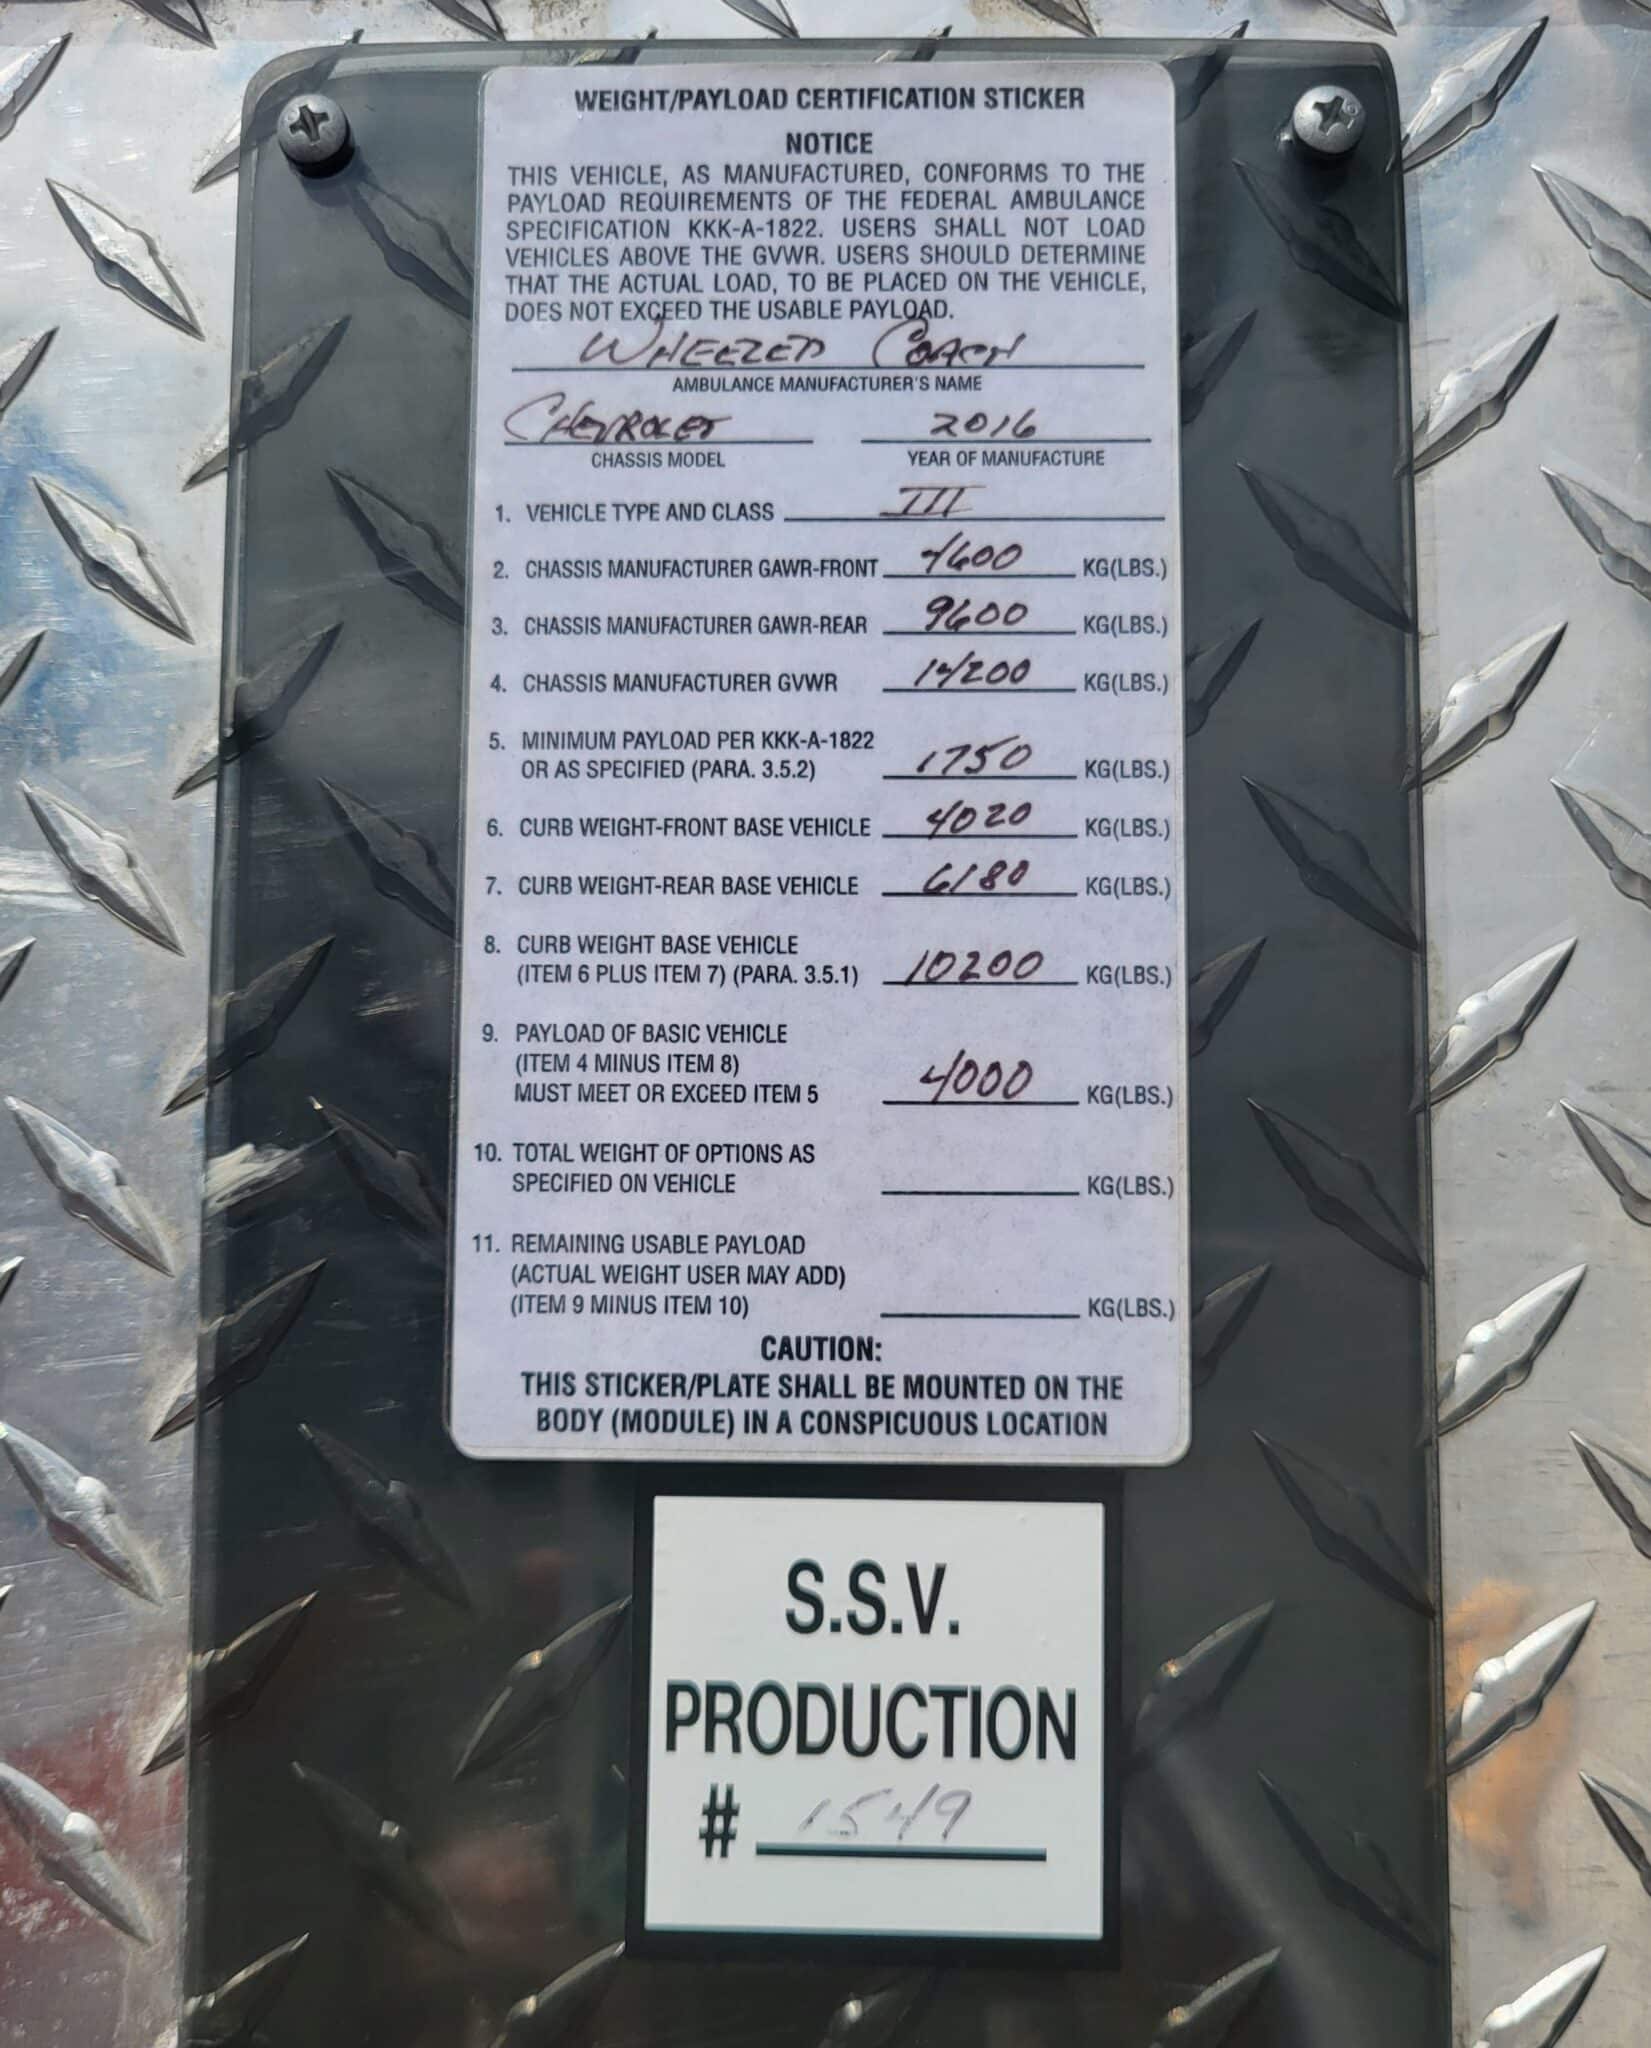 WEIGHT/PAYLOAD CERTIFICATION STICKER
NOTICE
THIS VEHICLE, AS MANUFACTURED, CONFORMS TO THE
PAYLOAD REQUIREMENTS OF THE FEDERAL AMBULANCE
SPECIFICATION KKK-A-1822. USERS SHALL NOT LOAD
VEHICLES ABOVE THE GVWR. USERS SHOULD DETERMINE
THAT THE ACTUAL LOAD, TO BE PLACED ON THE VEHICLE,
DOES NOT EXCEED THE USABLE PAYLOAD.
WHEELED COACH
AMBULANCE MANUFACTURER'S NAME
CHEVROLET 2016
CHASSIS MODEL YEAR OF MANUFACTURE
1. VEHICLE TYPE AND CLASS III
2. CHASSIS MANUFACTURER GAWR-FRONT 4600 KG(LBS.)
3. CHASSIS MANUFACTURER GAWR-REAR 9600 KG(LBS.)
4. CHASSIS MANUFACTURER GVWR 14200 KG(LBS.)
5. MINIMUM PAYLOAD PER KKK-A-1822
OR AS SPECIFIED (PARA. 3.5.2) 1750 KG(LBS.)
6. CURB WEIGHT-FRONT BASE VEHICLE 4020 KG(LBS.)
7. CURB WEIGHT-REAR BASE VEHICLE 6180 KG(LBS.)
8. CURB WEIGHT BASE VEHICLE
(ITEM 6 PLUS ITEM 7) (PARA. 3.5.1) 10200 KG(LBS.)
9. PAYLOAD OF BASIC VEHICLE
(ITEM 4 MINUS ITEM 8)
MUST MEET OR EXCEED ITEM 5 4000 KG(LBS.)
10. TOTAL WEIGHT OF OPTIONS AS
SPECIFIED ON VEHICLE KG(LBS.)
11. REMAINING USABLE PAYLOAD
(ACTUAL WEIGHT USER MAY ADD)
(ITEM 9 MINUS ITEM 10) KG(LBS.)
CAUTION:
THIS STICKER/PLATE SHALL BE MOUNTED ON THE
BODY (MODULE) IN A CONSPICUOUS LOCATION
S.S.V.
PRODUCTION
# 1549